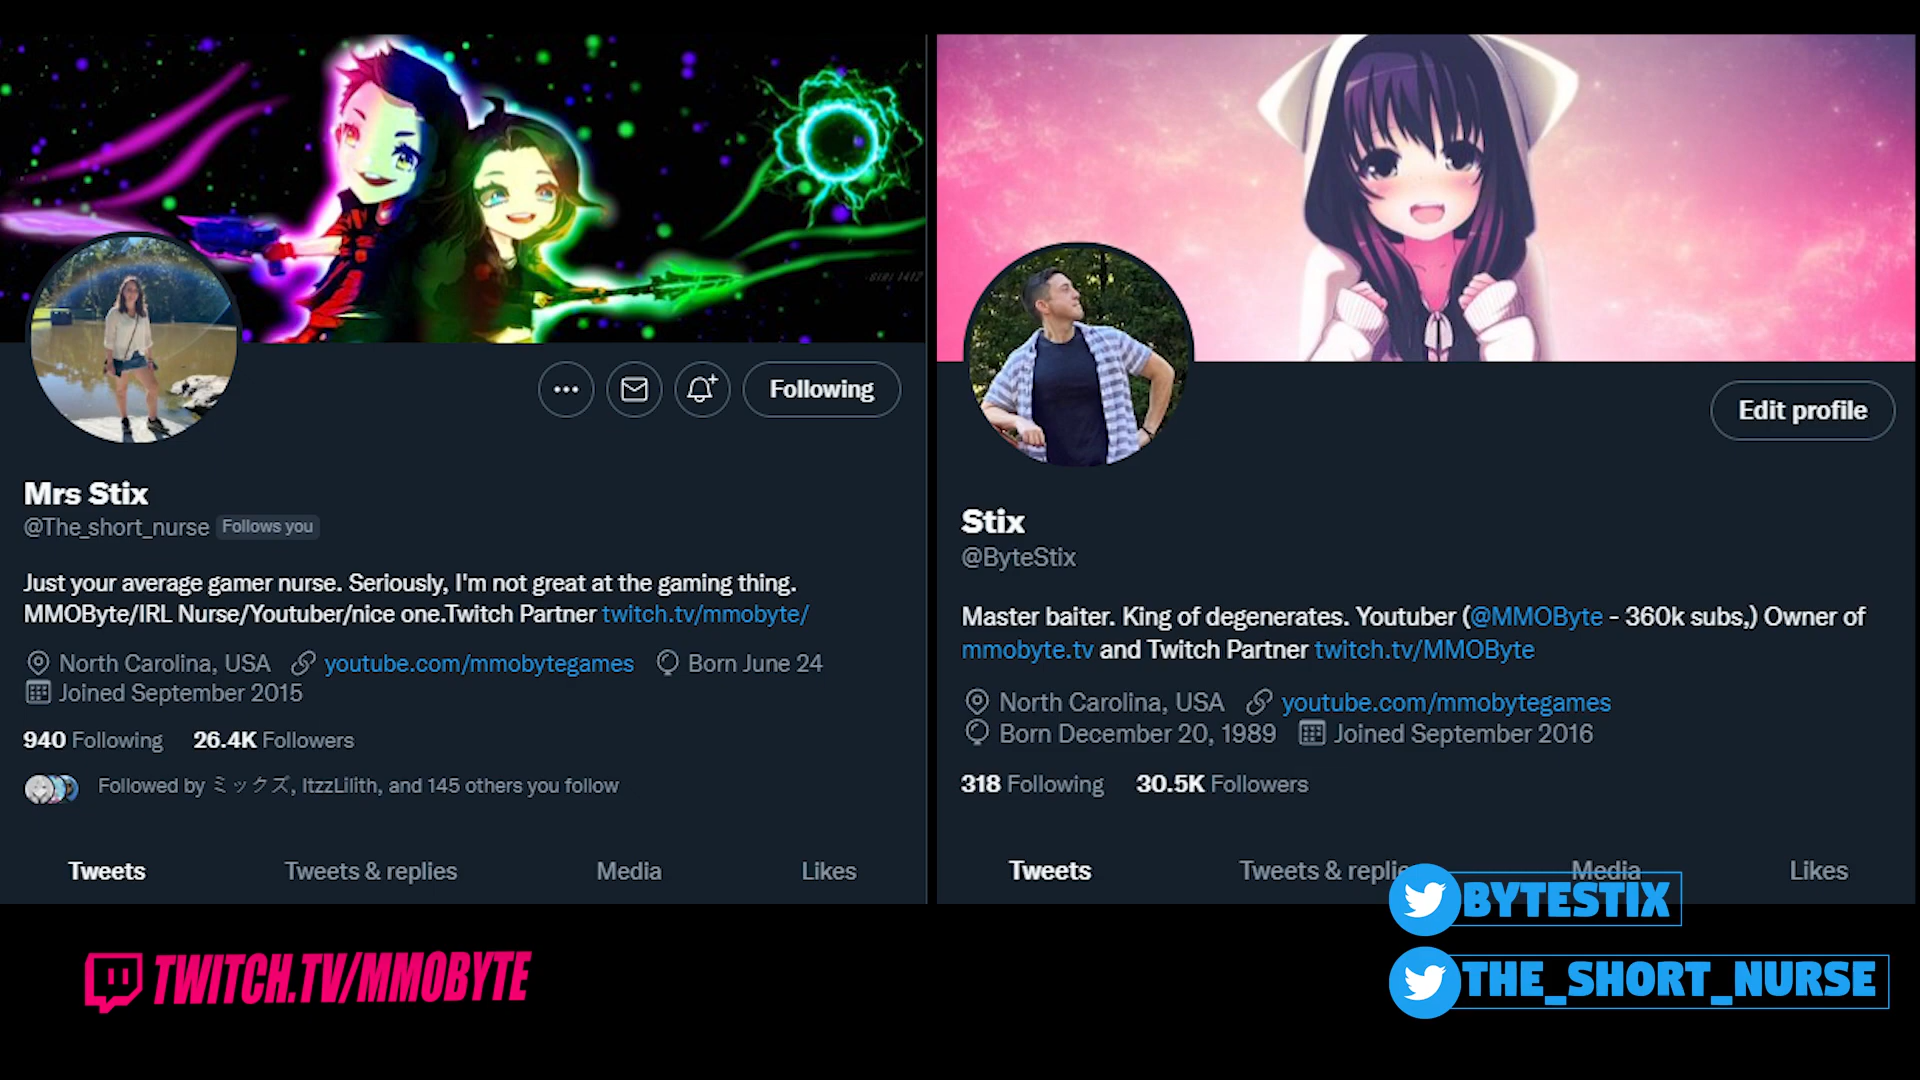 SIRI 1412
Following
Mrs Stix
@The_short_nurse Follows you
Just your average gamer nurse. Seriously, I'm not great at the gaming thing.
MMOByte/IRL Nurse/Youtuber/nice one.Twitch Partner twitch.tv/mmobyte/
North Carolina, USA youtube.com/mmobytegames Born June 24
Joined September 2015
940 Following 26.4K Followers
Followed by ミックズ, ItzzLilith, and 145 others you follow
Tweets Tweets & replies Media Likes
Edit profile
Stix
@ByteStix
Master baiter. King of degenerates. Youtuber (@MMOByte - 360k subs,) Owner of
mmobyte.tv and Twitch Partner twitch.tv/MMOByte
North Carolina, USA youtube.com/mmobytegames
Born December 20, 1989 Joined September 2016
318 Following 30.5K Followers
Tweets Tweets & replies Media Likes
TWITCH.TV/MMOBYTE
BYTESTIX
THE_SHORT_NURSE